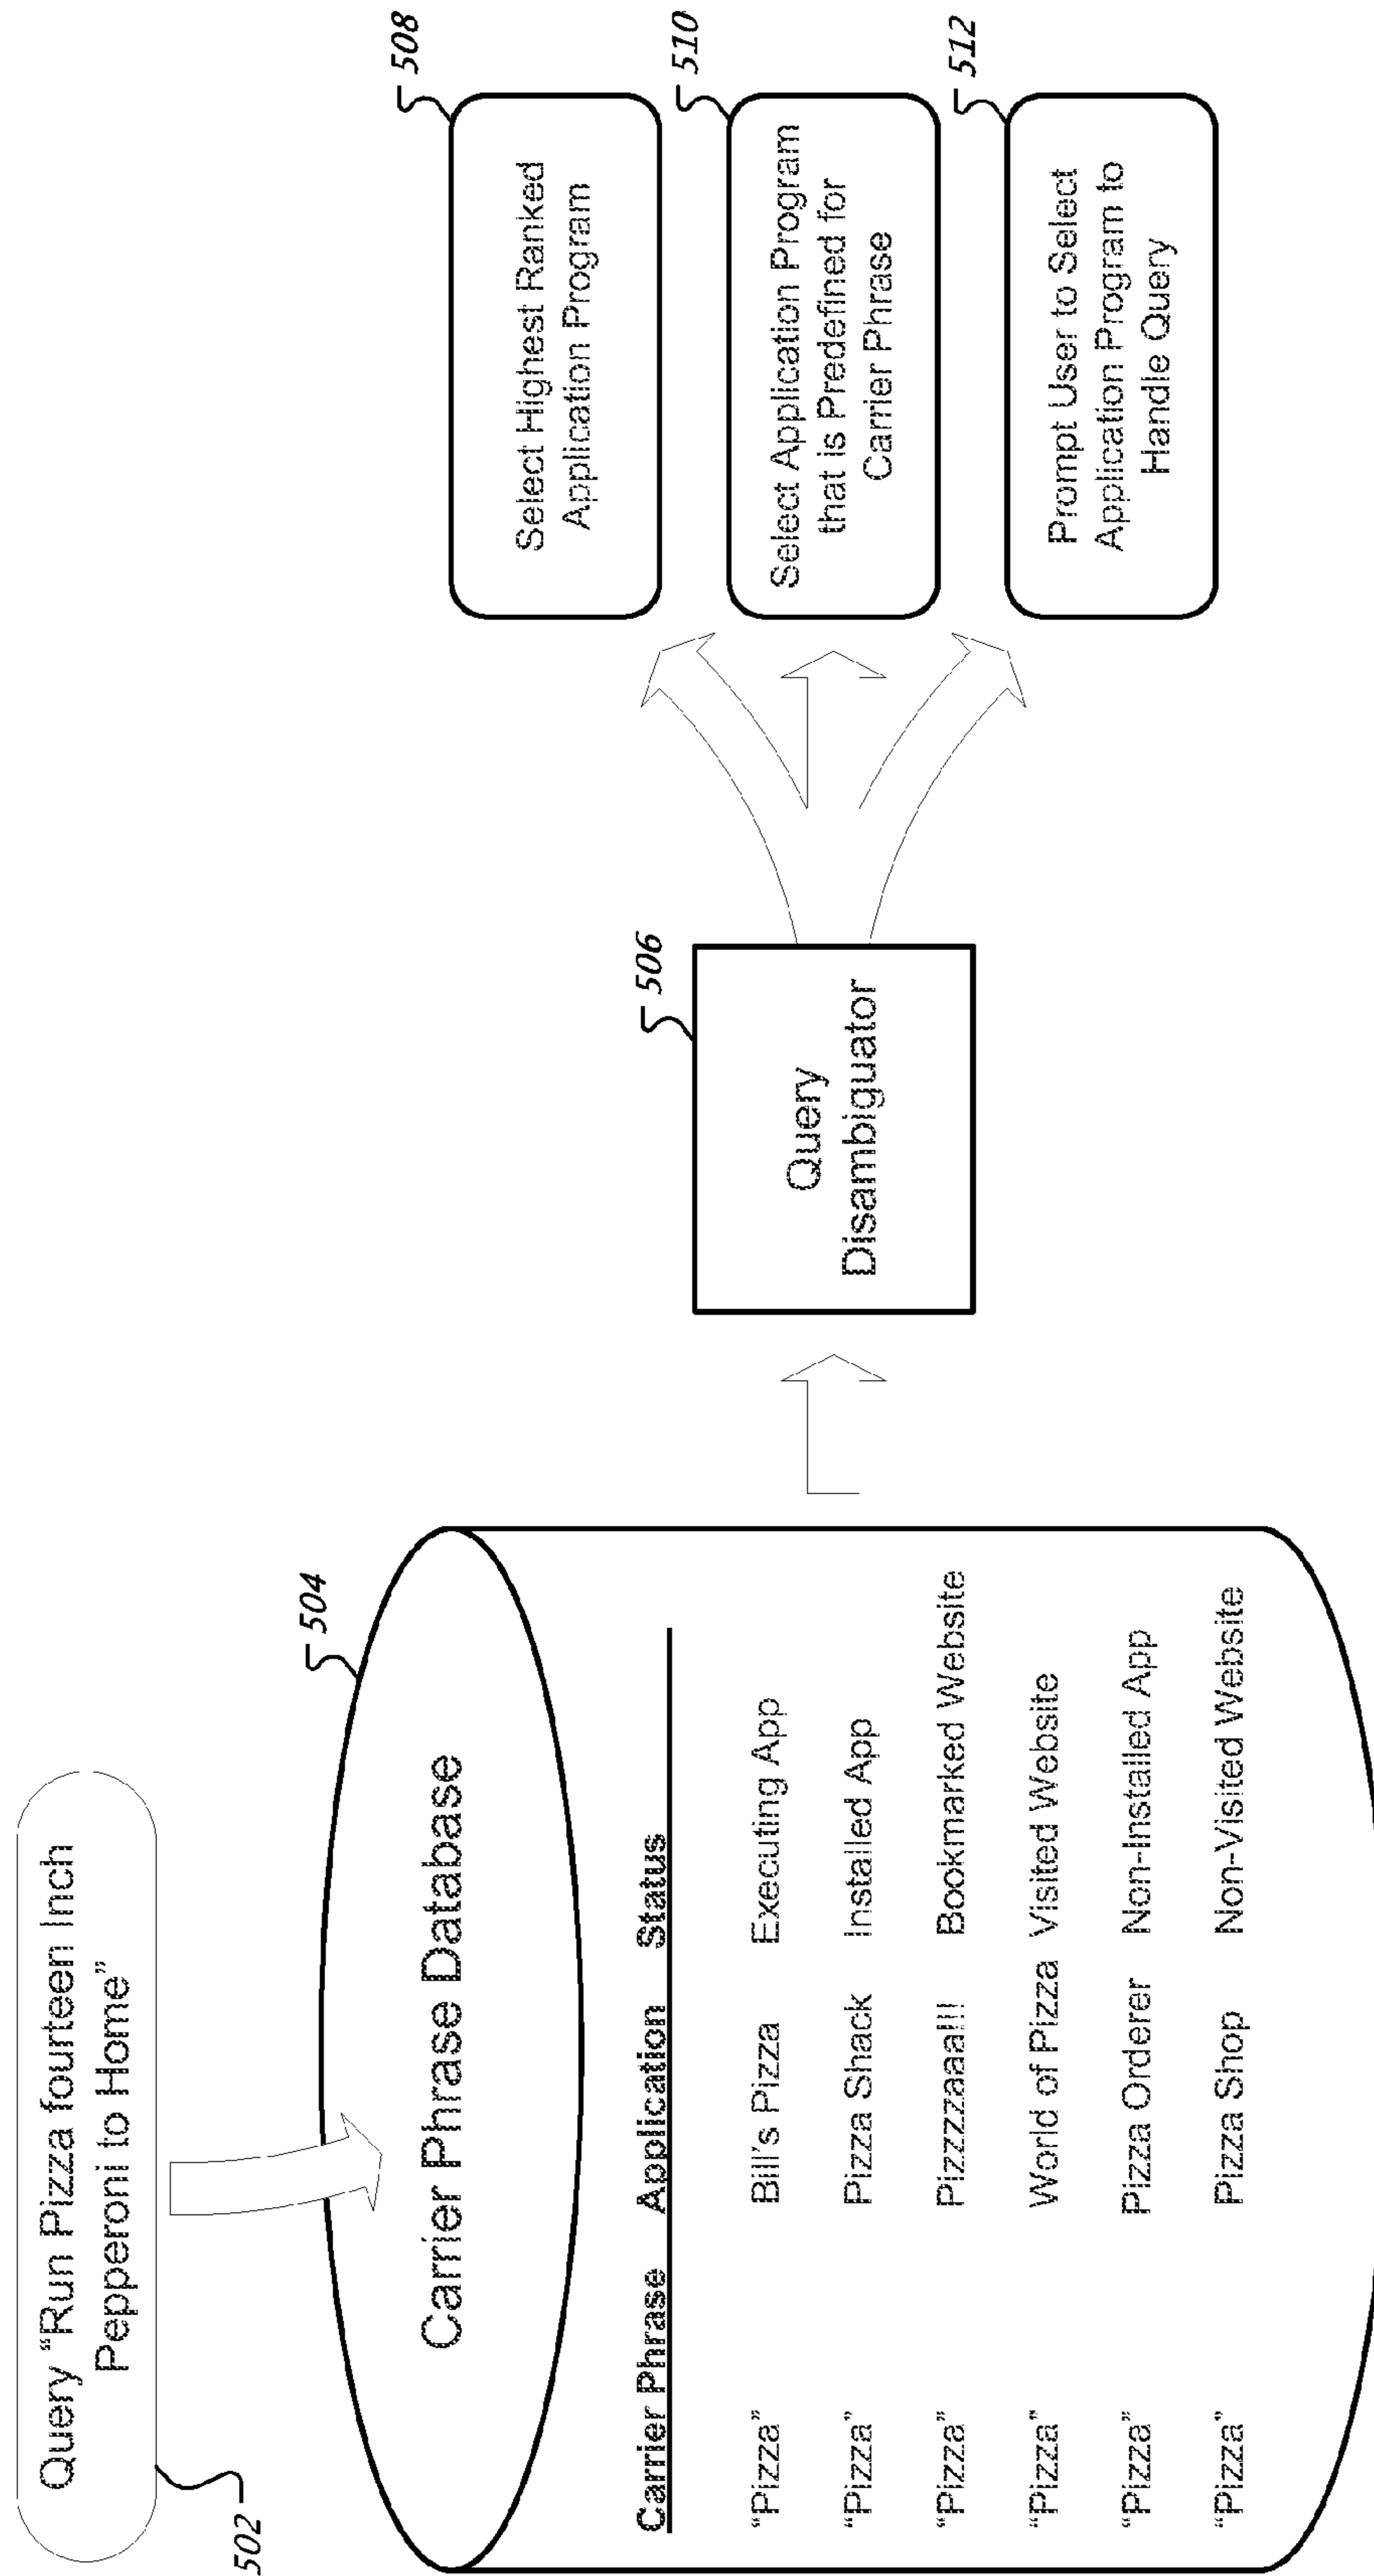 Query “Run Pizza fourteen Inch
Pepperoni to Home”
502
504
Carrier Phrase Database
Carrier Phrase Application Status
“Pizza” Bill’s Pizza Executing App
“Pizza” Pizza Shack Installed App
“Pizza” Pizzzzaaa!!! Bookmarked Website
“Pizza” World of Pizza Visited Website
“Pizza” Pizza Orderer Non-Installed App
“Pizza” Pizza Shop Non-Visited Website
506
Query
Disambiguator
508
Select Highest Ranked
Application Program
510
Select Application Program
that is Predefined for
Carrier Phrase
512
Prompt User to Select
Application Program to
Handle Query